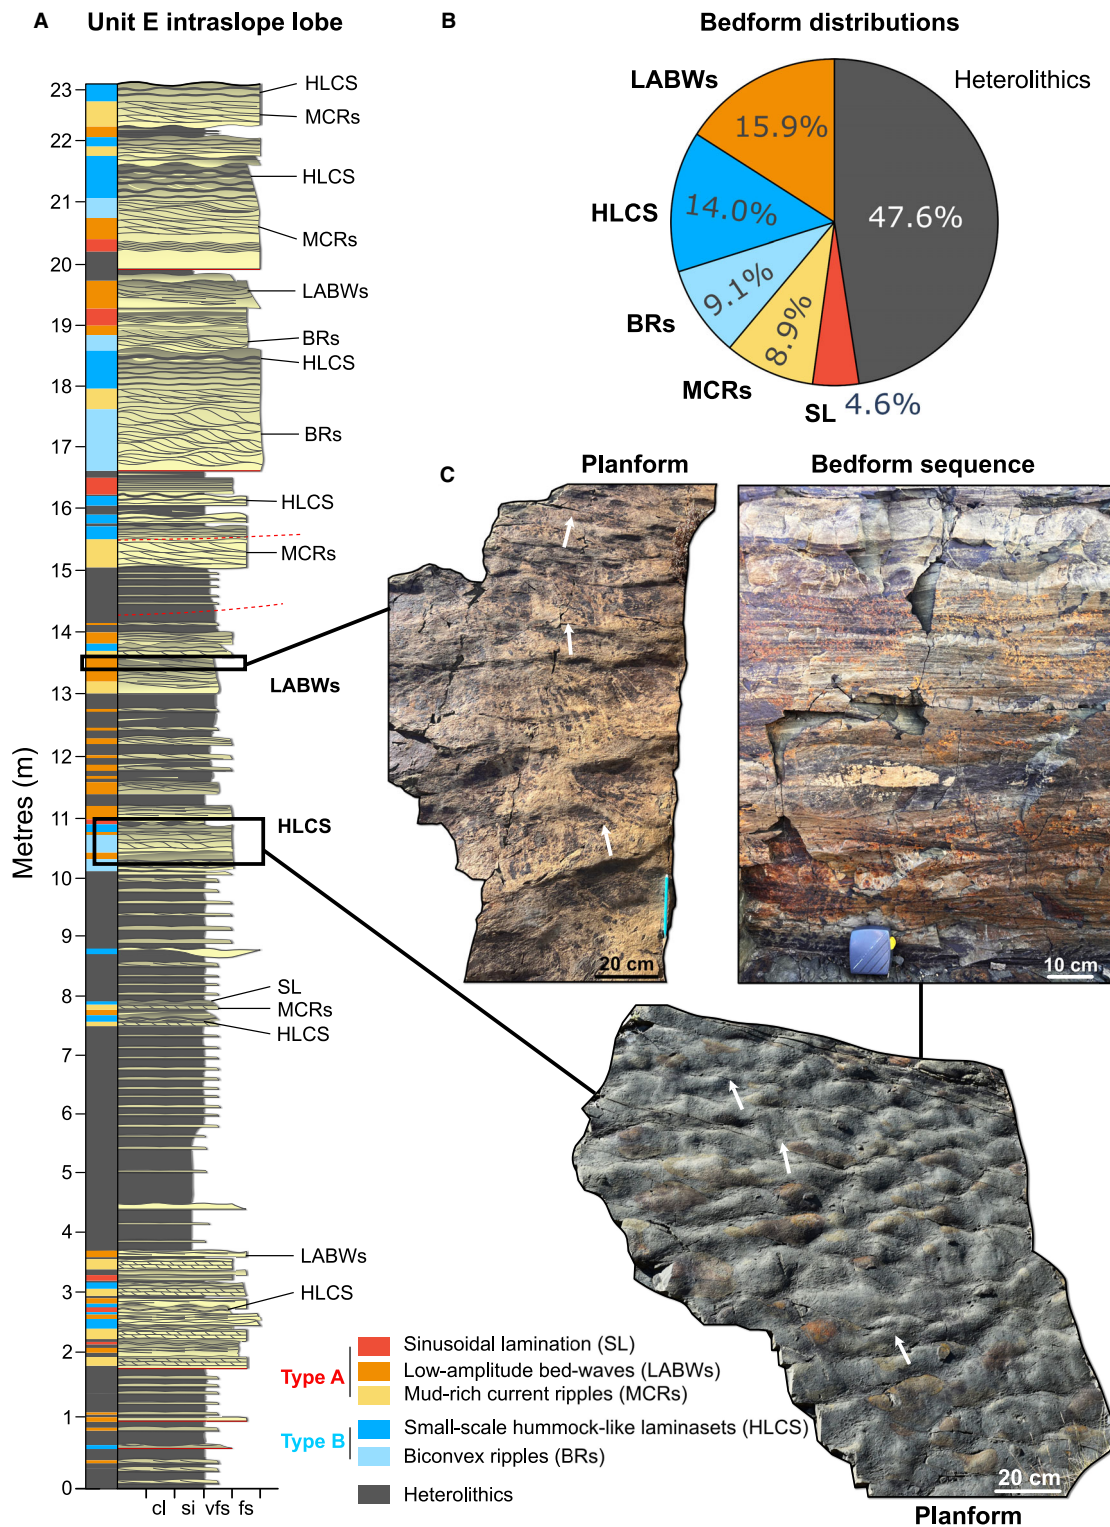 A Unit E intraslope lobe
23
22
21
20
19
18
17
16
15
14
13
12
11
10
9
8
7
6
5
4
3
2
1
0
Metres (m)
cl si vfs fs
HLCS
MCRs
HLCS
MCRs
LABWs
BRs
HLCS
BRs
HLCS
MCRs
LABWs
HLCS
SL
MCRs
HLCS
LABWs
HLCS
B Bedform distributions
LABWs
15.9%
Heterolithics
47.6%
HLCS
14.0%
BRs
9.1%
MCRs
8.9%
SL
4.6%
C Planform
20 cm
Bedform sequence
10 cm
20 cm
Planform
Type A
Sinusoidal lamination (SL)
Low-amplitude bed-waves (LABWs)
Mud-rich current ripples (MCRs)
Type B
Small-scale hummock-like laminasets (HLCS)
Biconvex ripples (BRs)
Heterolithics